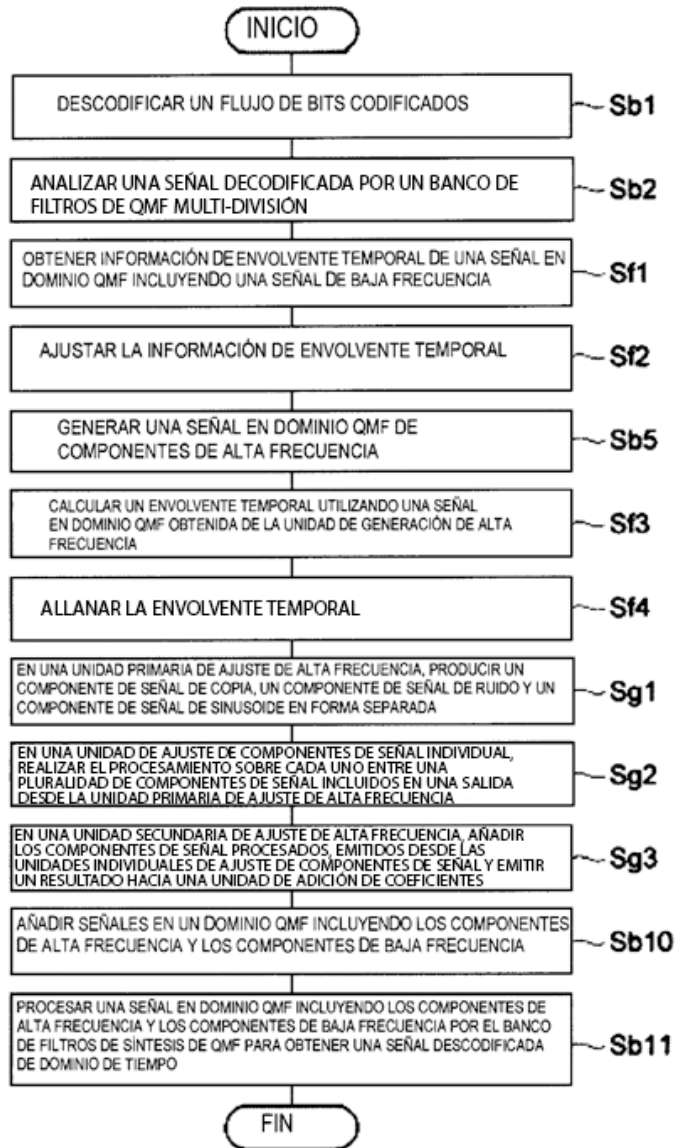 INICIO
DESCODIFICAR UN FLUJO DE BITS CODIFICADOS
Sb1
ANALIZAR UNA SEÑAL DECODIFICADA POR UN BANCO DE
FILTROS DE QMF MULTI-DIVISIÓN
Sb2
OBTENER INFORMACIÓN DE ENVOLVENTE TEMPORAL DE UNA SEÑAL EN
DOMINIO QMF INCLUYENDO UNA SEÑAL DE BAJA FRECUENCIA
Sf1
AJUSTAR LA INFORMACIÓN DE ENVOLVENTE TEMPORAL
Sf2
GENERAR UNA SEÑAL EN DOMINIO QMF DE
COMPONENTES DE ALTA FRECUENCIA
Sb5
CALCULAR UN ENVOLVENTE TEMPORAL UTILIZANDO UNA SEÑAL
EN DOMINIO QMF OBTENIDA DE LA UNIDAD DE GENERACIÓN DE ALTA
FRECUENCIA
Sf3
ALLANAR LA ENVOLVENTE TEMPORAL
Sf4
EN UNA UNIDAD PRIMARIA DE AJUSTE DE ALTA FRECUENCIA, PRODUCIR UN
COMPONENTE DE SEÑAL DE COPIA, UN COMPONENTE DE SEÑAL DE RUIDO Y UN
COMPONENTE DE SEÑAL DE SINUSOIDE EN FORMA SEPARADA
Sg1
EN UNA UNIDAD DE AJUSTE DE COMPONENTES DE SEÑAL INDIVIDUAL,
REALIZAR EL PROCESAMIENTO SOBRE CADA UNO ENTRE UNA
PLURALIDAD DE COMPONENTES DE SEÑAL INCLUIDOS EN UNA SALIDA
DESDE LA UNIDAD PRIMARIA DE AJUSTE DE ALTA FRECUENCIA
Sg2
EN UNA UNIDAD SECUNDARIA DE AJUSTE DE ALTA FRECUENCIA, AÑADIR
LOS COMPONENTES DE SEÑAL PROCESADOS, EMITIDOS DESDE LAS
UNIDADES INDIVIDUALES DE AJUSTE DE COMPONENTES DE SEÑAL Y EMITIR
UN RESULTADO HACIA UNA UNIDAD DE ADICIÓN DE COEFICIENTES
Sg3
AÑADIR SEÑALES EN UN DOMINIO QMF INCLUYENDO LOS COMPONENTES
DE ALTA FRECUENCIA Y LOS COMPONENTES DE BAJA FRECUENCIA
Sb10
PROCESAR UNA SEÑAL EN DOMINIO QMF INCLUYENDO LOS COMPONENTES DE
ALTA FRECUENCIA Y LOS COMPONENTES DE BAJA FRECUENCIA POR EL BANCO
DE FILTROS DE SÍNTESIS DE QMF PARA OBTENER UNA SEÑAL DESCODIFICADA
DE DOMINIO DE TIEMPO
Sb11
FIN